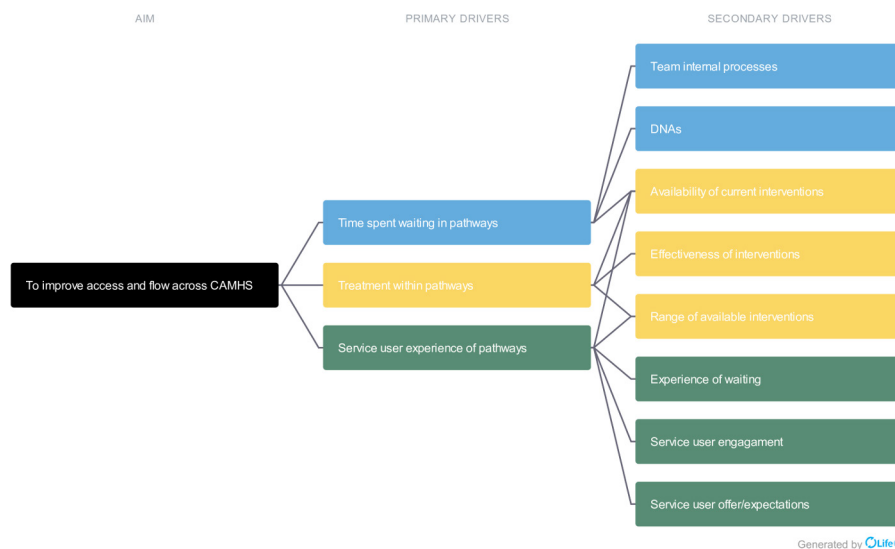 AIM
PRIMARY DRIVERS
SECONDARY DRIVERS
Team internal processes
DNAs
Availability of current interventions
Time spent waiting in pathways
Effectiveness of interventions
To improve access and flow across CAMHS
Treatment within pathways
Range of available interventions
Service user experience of pathways
Experience of waiting
Service user engagament
Service user offer/expectations
Generated by Life